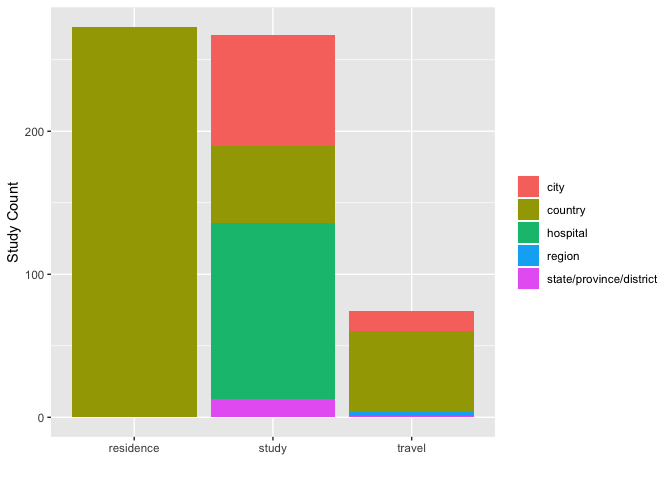 Study Count
200
100
0
residence
study
travel
city
country
hospital
region
state/province/district